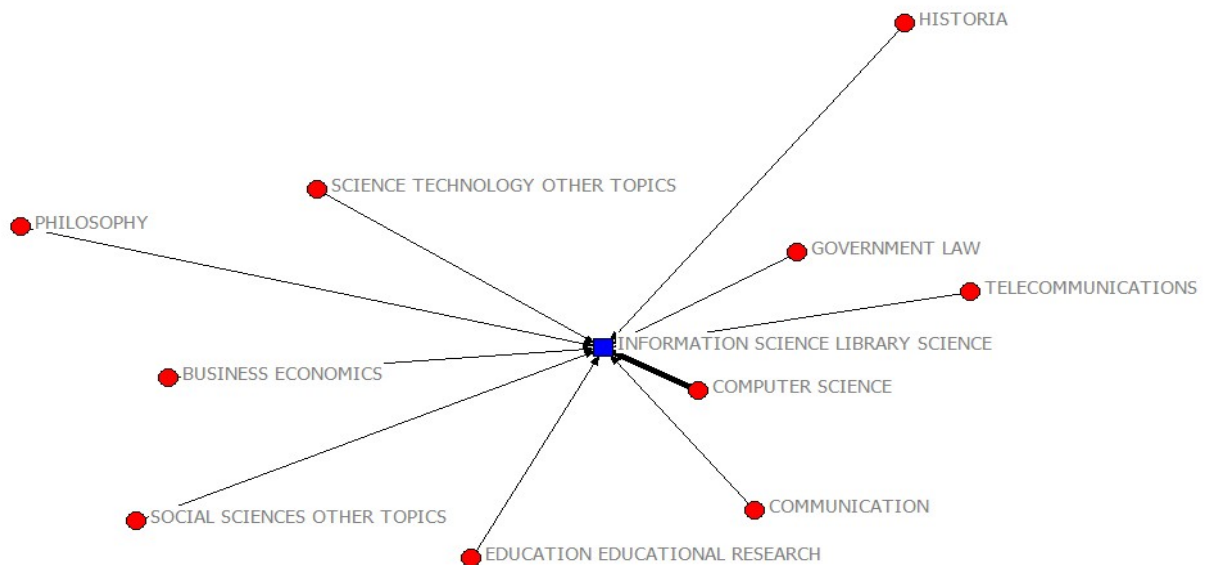 HISTORIA
SCIENCE TECHNOLOGY OTHER TOPICS
PHILOSOPHY
GOVERNMENT LAW
TELECOMMUNICATIONS
INFORMATION SCIENCE LIBRARY SCIENCE
BUSINESS ECONOMICS
COMPUTER SCIENCE
SOCIAL SCIENCES OTHER TOPICS
COMMUNICATION
EDUCATION EDUCATIONAL RESEARCH